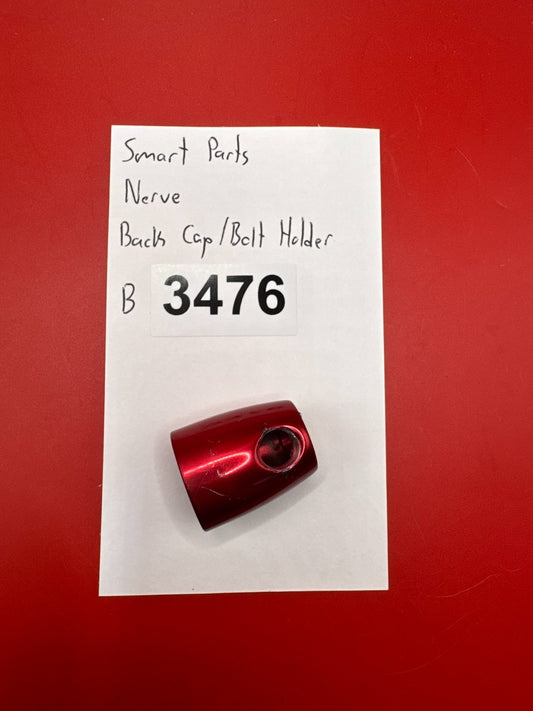 Smart Parts
Nerve
Back Cap/Bolt Holder
B 3476